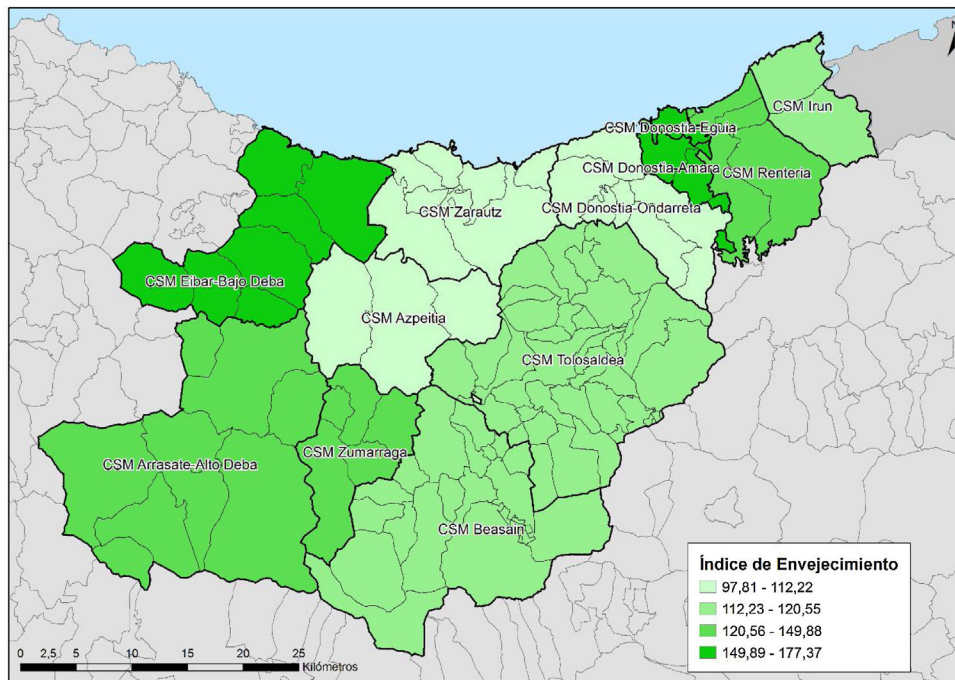 N
CSM Irun
CSM Donostia-Eguia
CSM Donostia-Amara
CSM Renteria
CSM Zarautz
CSM Donostia-Oñdarreta
CSM Eibar-Bajo Deba
CSM Azpeitia
CSM Tolosaldea
CSM Zumarraga
CSM Arrasate-Alto Deba
CSM Beasain
Índice de Envejecimiento
97,81 - 112,22
112,23 - 120,55
120,56 - 149,88
149,89 - 177,37
0 2,5 5 10 15 20 25
Kilómetros